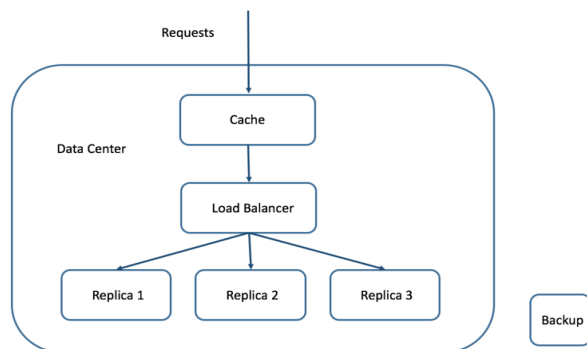 Requests
Cache
Data Center
Load Balancer
Replica 1
Replica 2
Replica 3
Backup